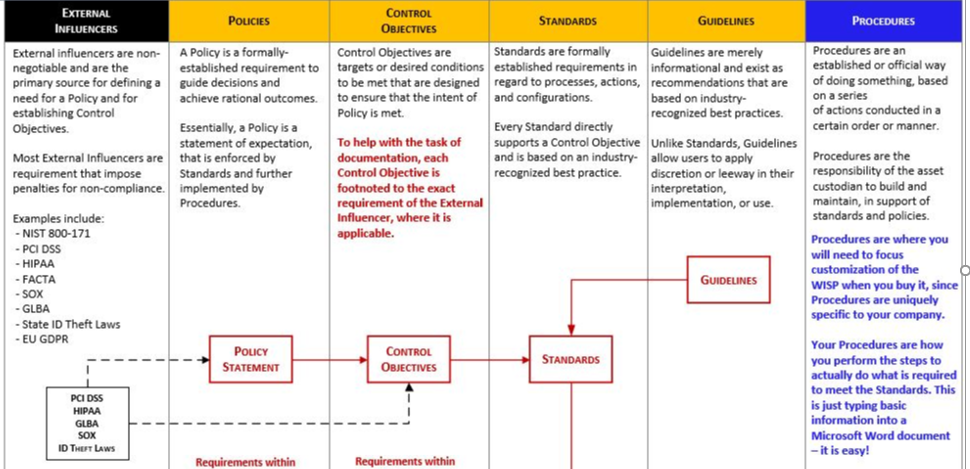 EXTERNAL
INFLUENCERS
POLICIES
CONTROL
OBJECTIVES
STANDARDS
GUIDELINES
PROCEDURES
External influencers are non-
negotiable and are the
primary source for defining a
need for a Policy and for
establishing Control
Objectives.
Most External Influencers are
requirement that impose
penalties for non-compliance.
Examples include:
- NIST 800-171
- PCI DSS
- HIPAA
- FACTA
- SOX
- GLBA
- State ID Theft Laws
- EU GDPR
A Policy is a formally-
established requirement to
guide decisions and
achieve rational outcomes.
Essentially, a Policy is a
statement of expectation,
that is enforced by
Standards and further
implemented by
Procedures.
Control Objectives are
targets or desired conditions
to be met that are designed
to ensure that the intent of
Policy is met.
To help with the task of
documentation, each
Control Objective is
footnoted to the exact
requirement of the External
Influencer, where it is
applicable.
Standards are formally
established requirements in
regard to processes, actions,
and configurations.
Every Standard directly
supports a Control Objective
and is based on an industry-
recognized best practice.
Guidelines are merely
informational and exist as
recommendations that are
based on industry-
recognized best practices.
Unlike Standards, Guidelines
allow users to apply
discretion or leeway in their
interpretation,
implementation, or use.
Procedures are an
established or official way
of doing something, based
on a series
of actions conducted in a
certain order or manner.
Procedures are the
responsibility of the asset
custodian to build and
maintain, in support of
standards and policies.
Procedures are where you
will need to focus
customization of the
WISP when you buy it, since
Procedures are uniquely
specific to your company.
Your Procedures are how
you perform the steps to
actually do what is required
to meet the Standards. This
is just typing basic
information into a
Microsoft Word document
– it is easy!
GUIDELINES
POLICY
STATEMENT
CONTROL
OBJECTIVES
STANDARDS
PCI DSS
HIPAA
GLBA
SOX
ID THEFT LAWS
Requirements within
Requirements within